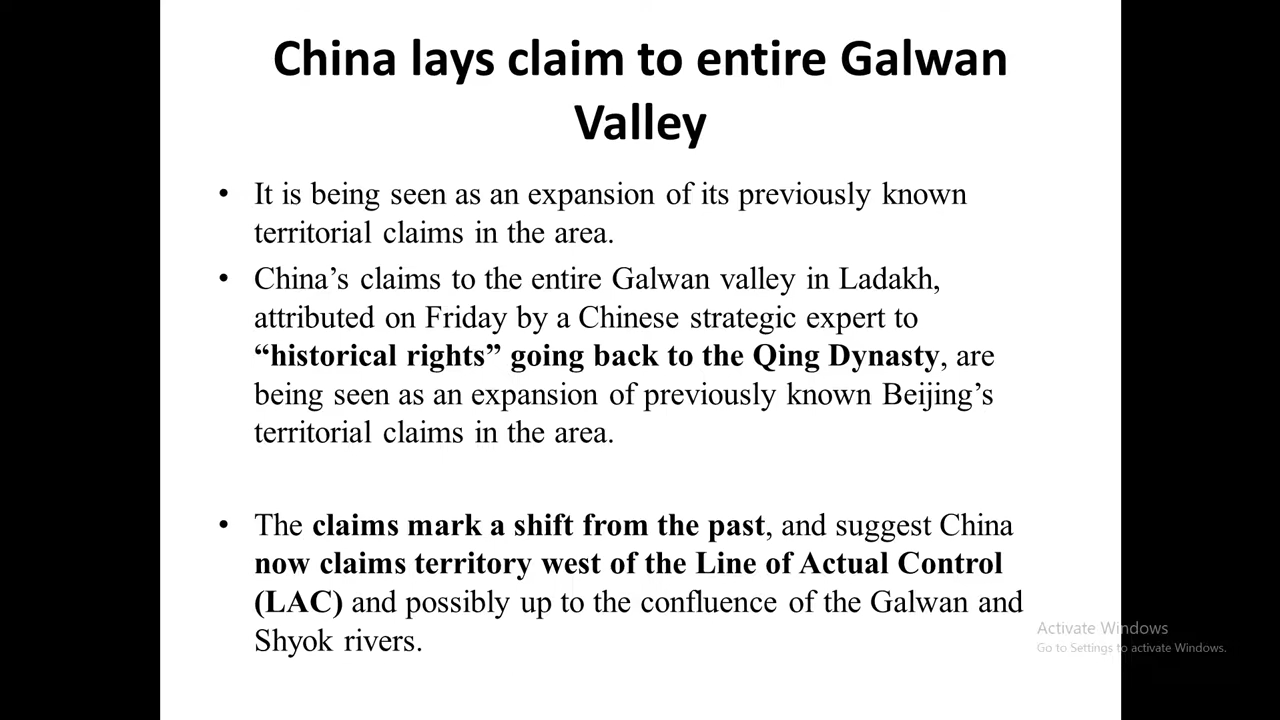 China lays claim to entire Galwan
Valley
• It is being seen as an expansion of its previously known
territorial claims in the area.
• China’s claims to the entire Galwan valley in Ladakh,
attributed on Friday by a Chinese strategic expert to
“historical rights” going back to the Qing Dynasty, are
being seen as an expansion of previously known Beijing’s
territorial claims in the area.
• The claims mark a shift from the past, and suggest China
now claims territory west of the Line of Actual Control
(LAC) and possibly up to the confluence of the Galwan and
Shyok rivers.
Activate Windows
Go to Settings to activate Windows.